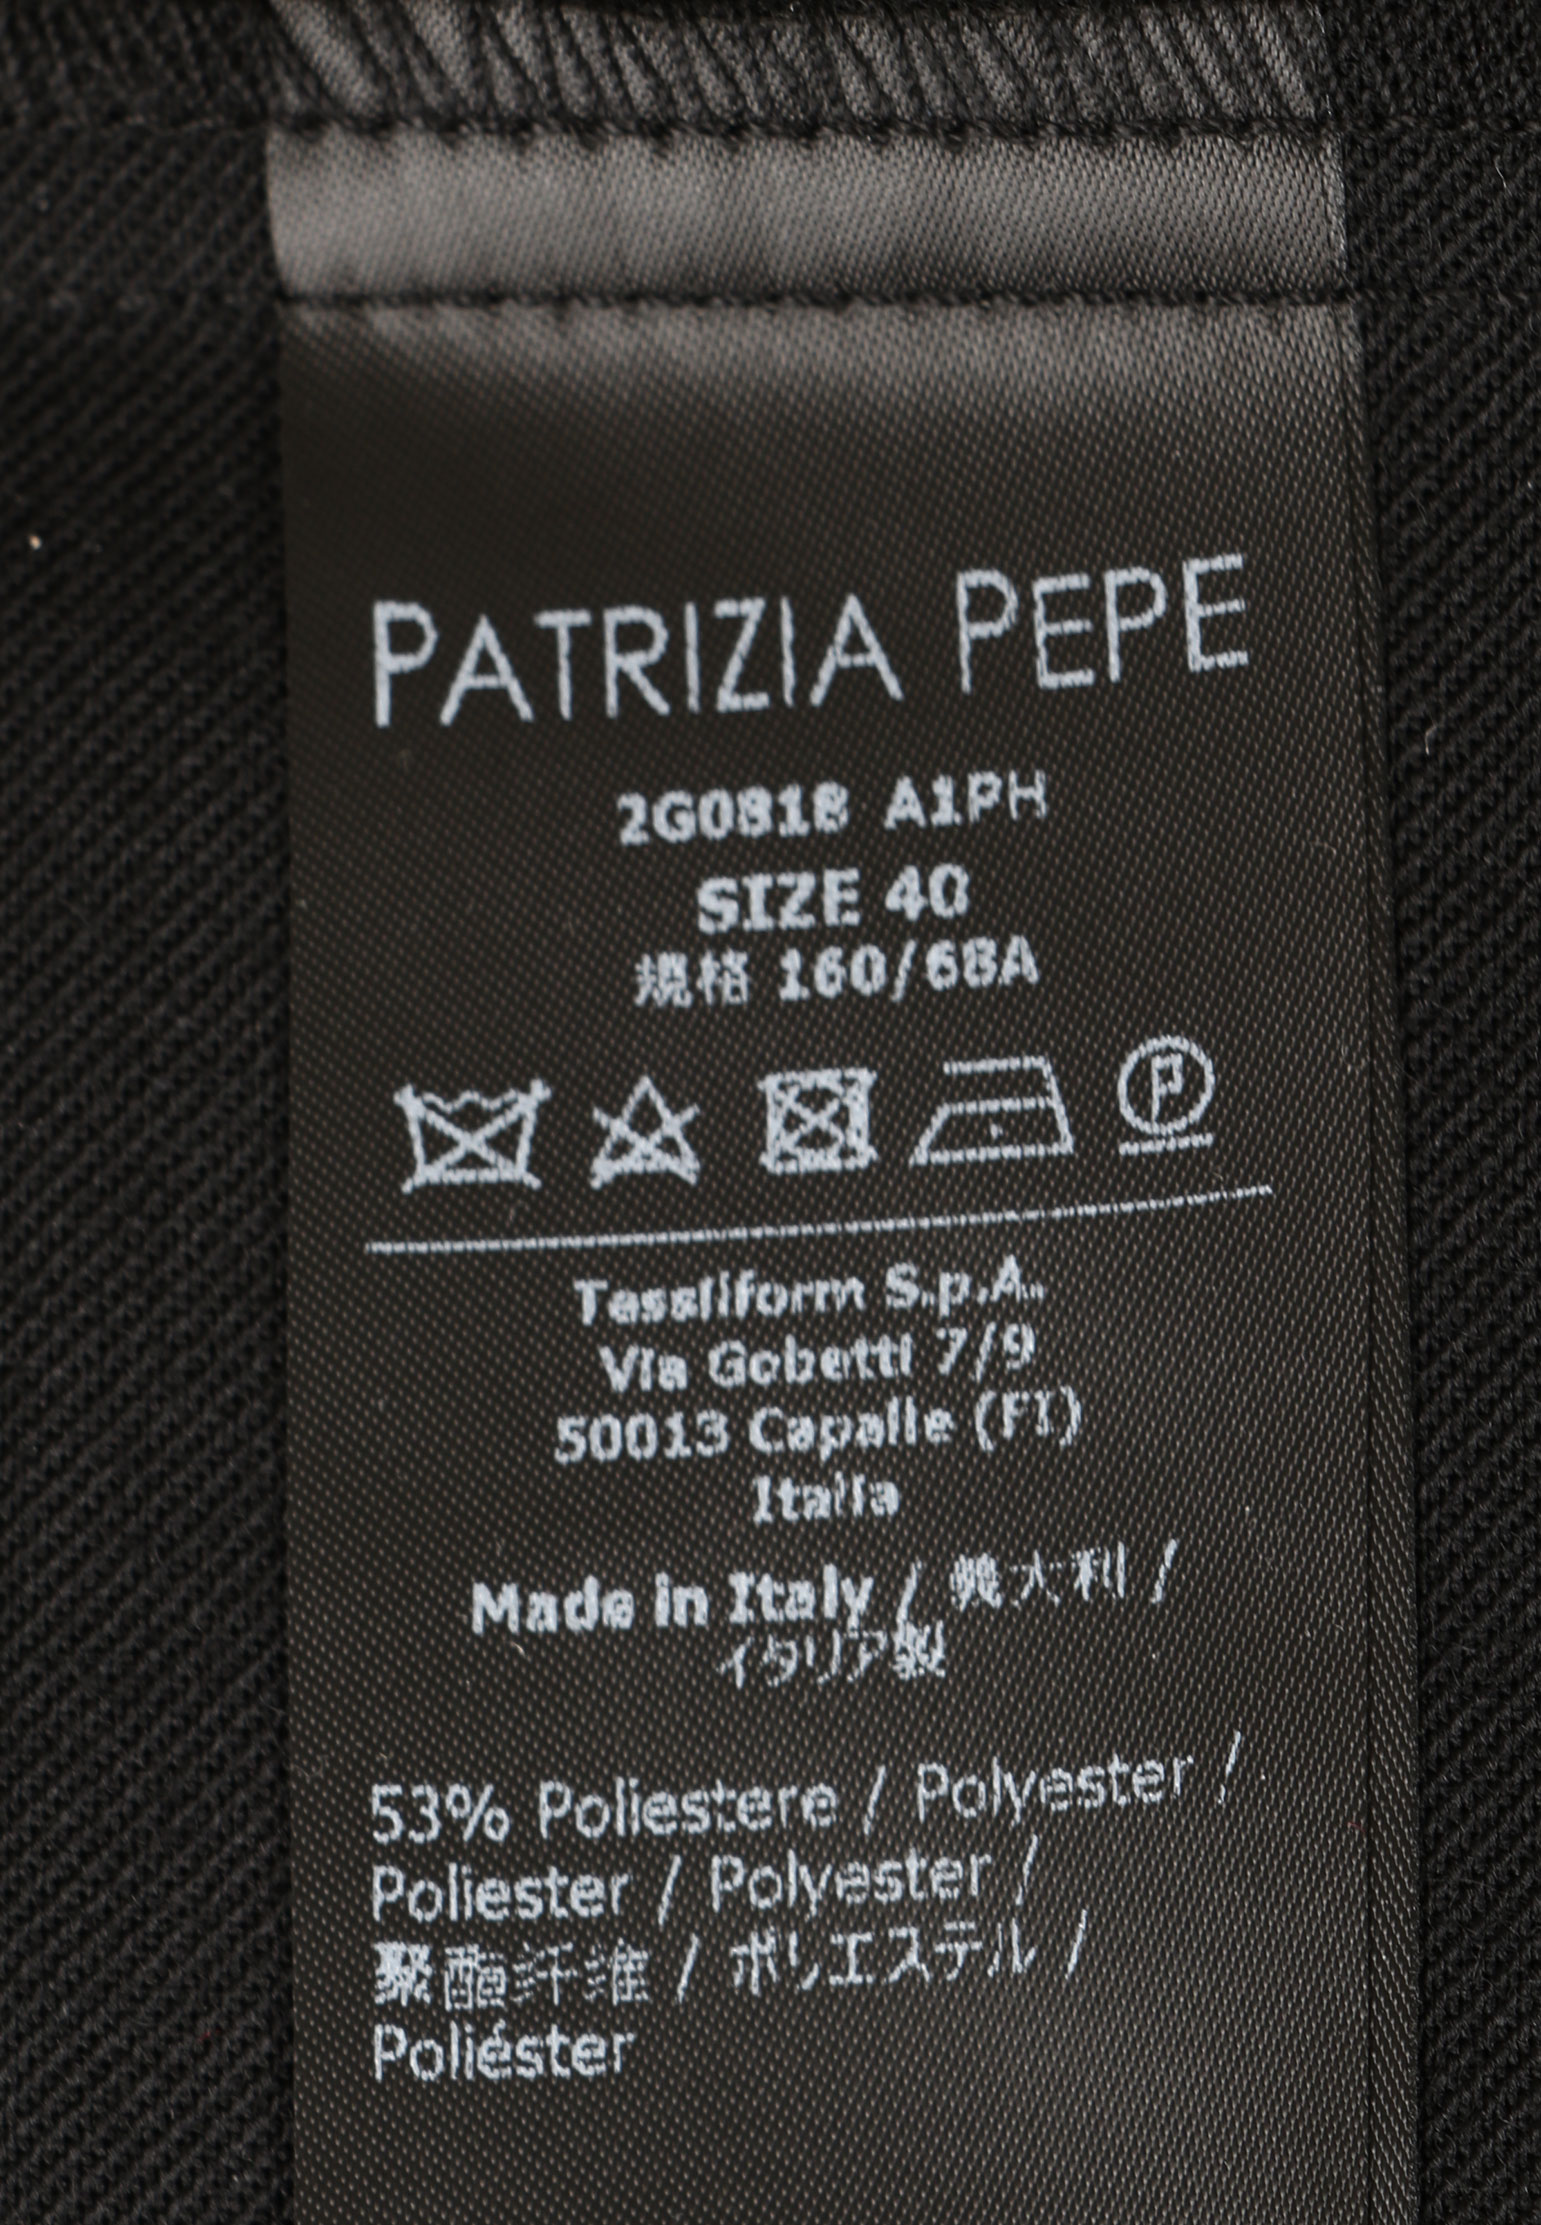 PATRIZIA PEPE
2G0818 A1PH
SIZE 40
規格 160/68A
P
Tessilform S.p.A.
Via Gobetti 7/9
50013 Capalle (FI)
Italia
Made in Italy / 義大利 /
イタリア製
53% Poliestere / Polyester /
Poliester / Polyester /
聚酯纤维 / ポリエステル /
Poliéster